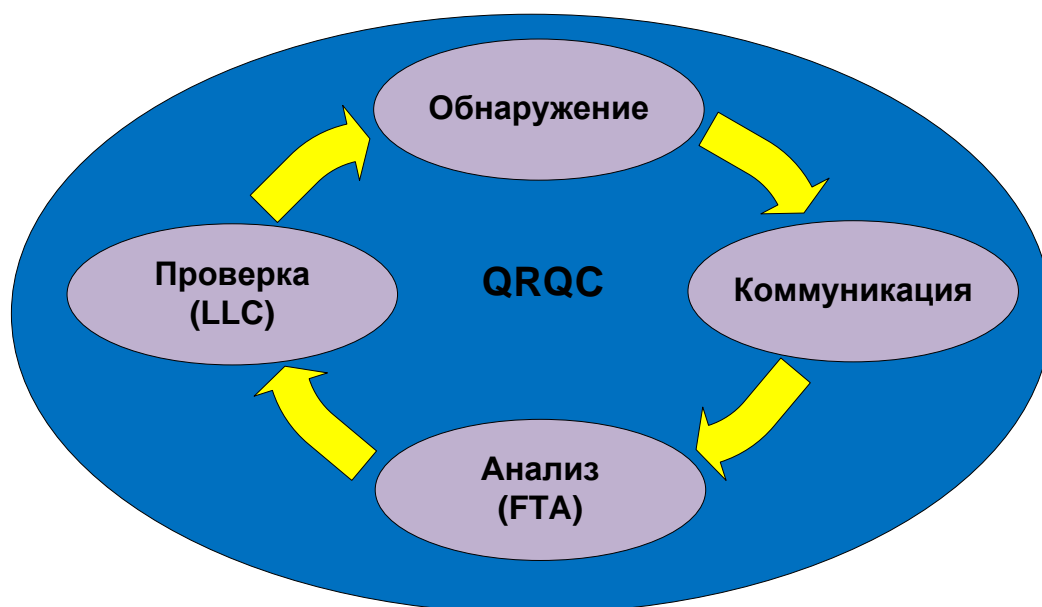 Обнаружение
Проверка
(LLC)
QRQC
Коммуникация
Анализ
(FTA)